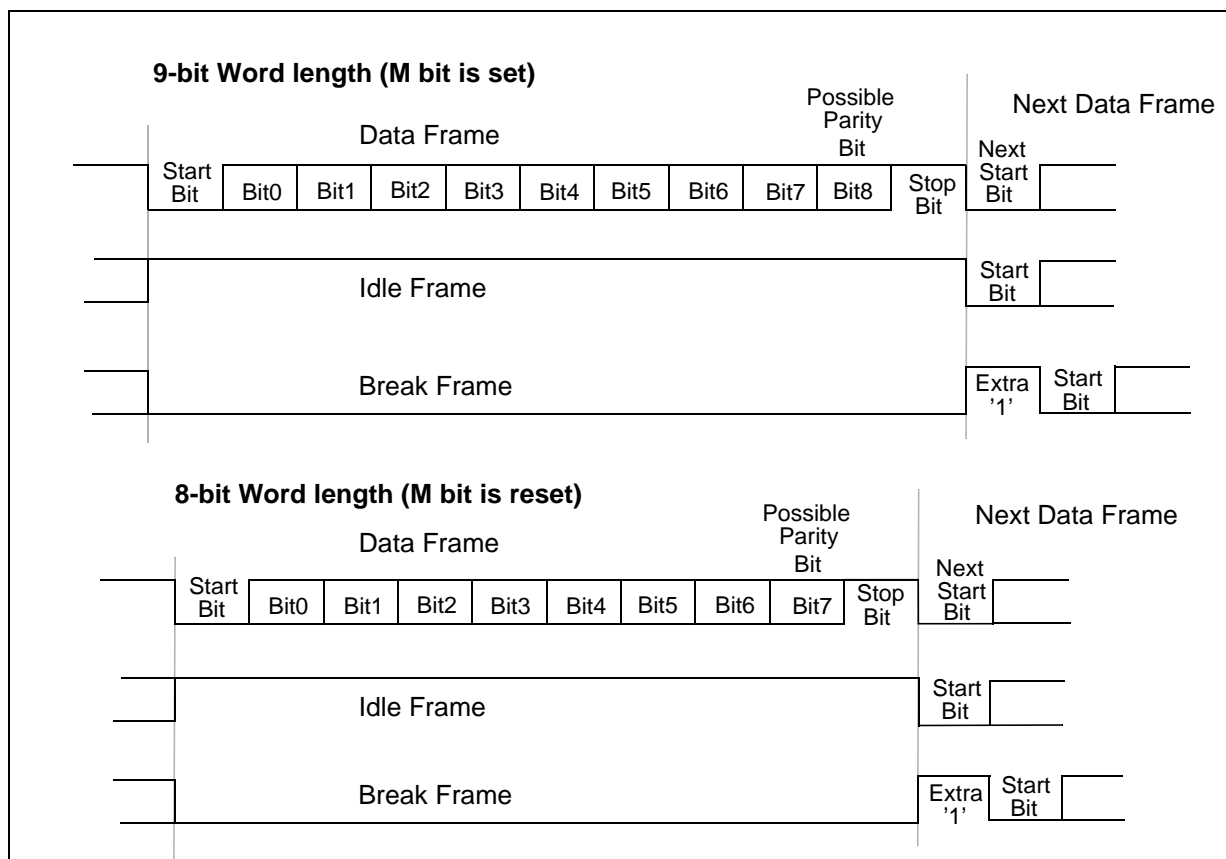 9-bit Word length (M bit is set)
Possible
Parity
Bit
Next Data Frame
Data Frame
Start
Bit
Bit0
Bit1
Bit2
Bit3
Bit4
Bit5
Bit6
Bit7
Bit8
Stop
Bit
Next
Start
Bit
Idle Frame
Start
Bit
Break Frame
Extra
'1'
Start
Bit
8-bit Word length (M bit is reset)
Possible
Parity
Bit
Next Data Frame
Data Frame
Start
Bit
Bit0
Bit1
Bit2
Bit3
Bit4
Bit5
Bit6
Bit7
Stop
Bit
Next
Start
Bit
Idle Frame
Start
Bit
Break Frame
Extra
'1'
Start
Bit